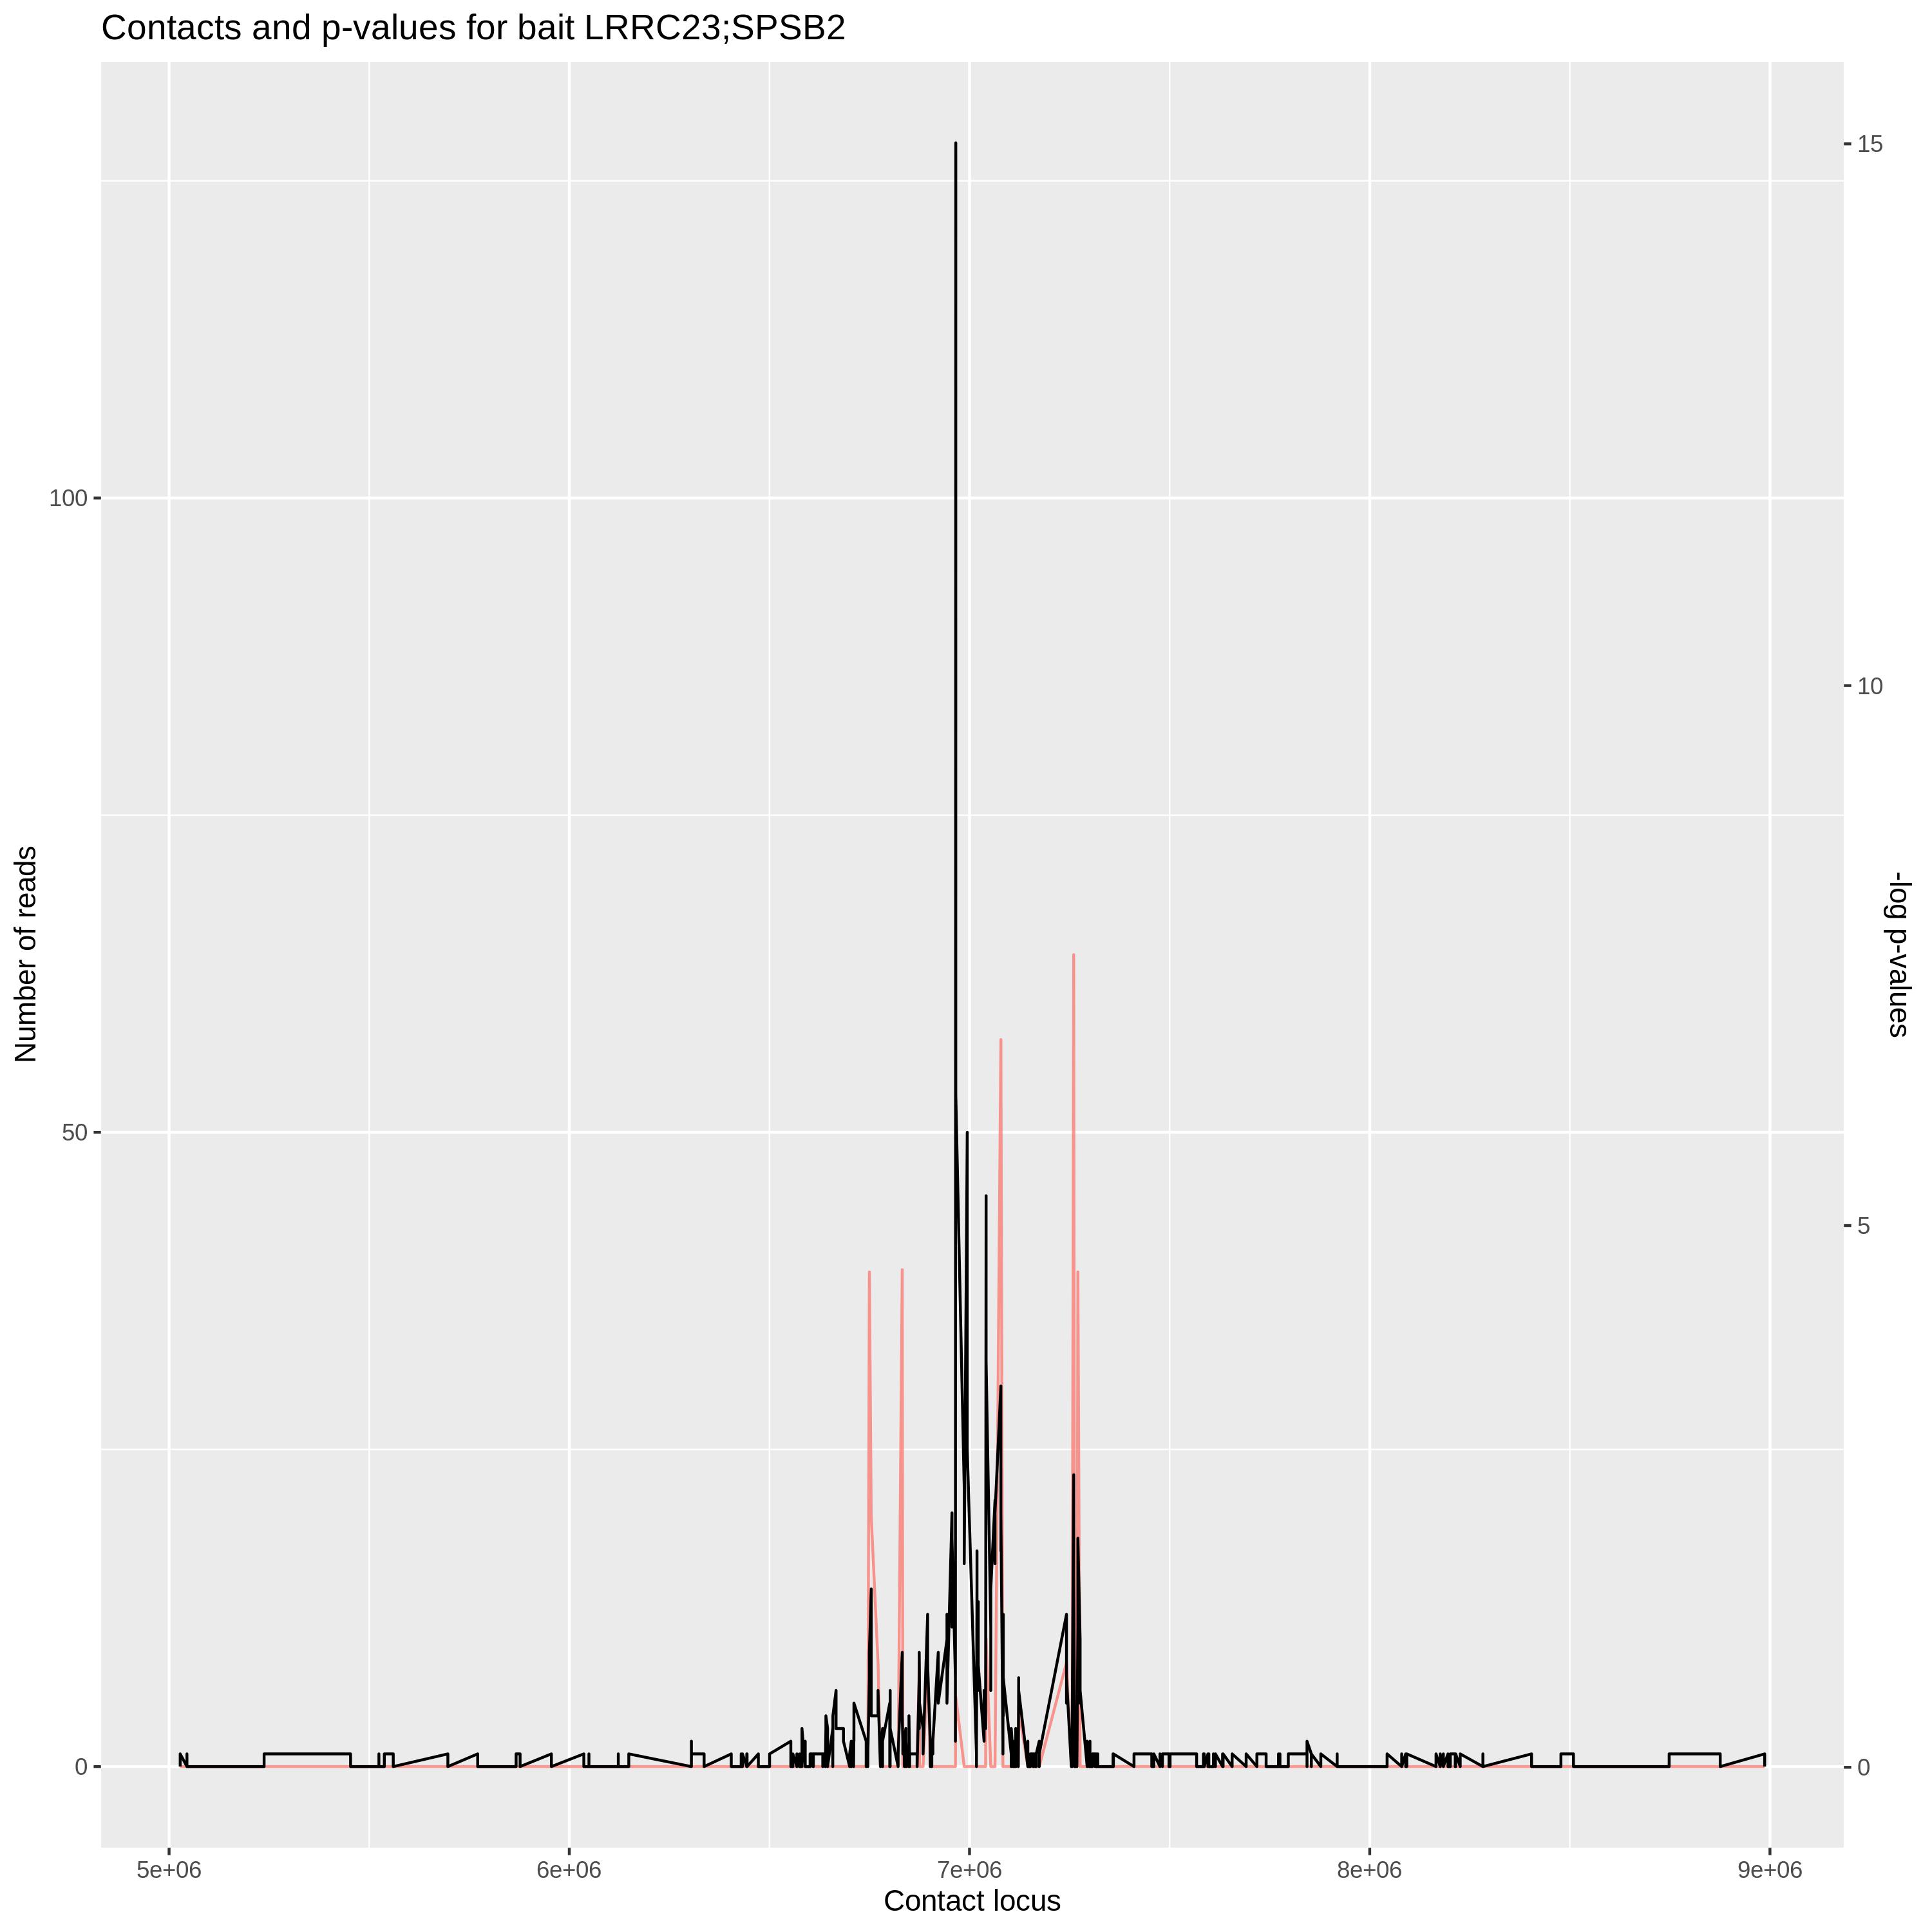 Contacts and p-values for bait LRRC23;SPSB2
Number of reads
100
50
0
15
10
5
0
-log p-values
5e+06 6e+06 7e+06 8e+06 9e+06
Contact locus